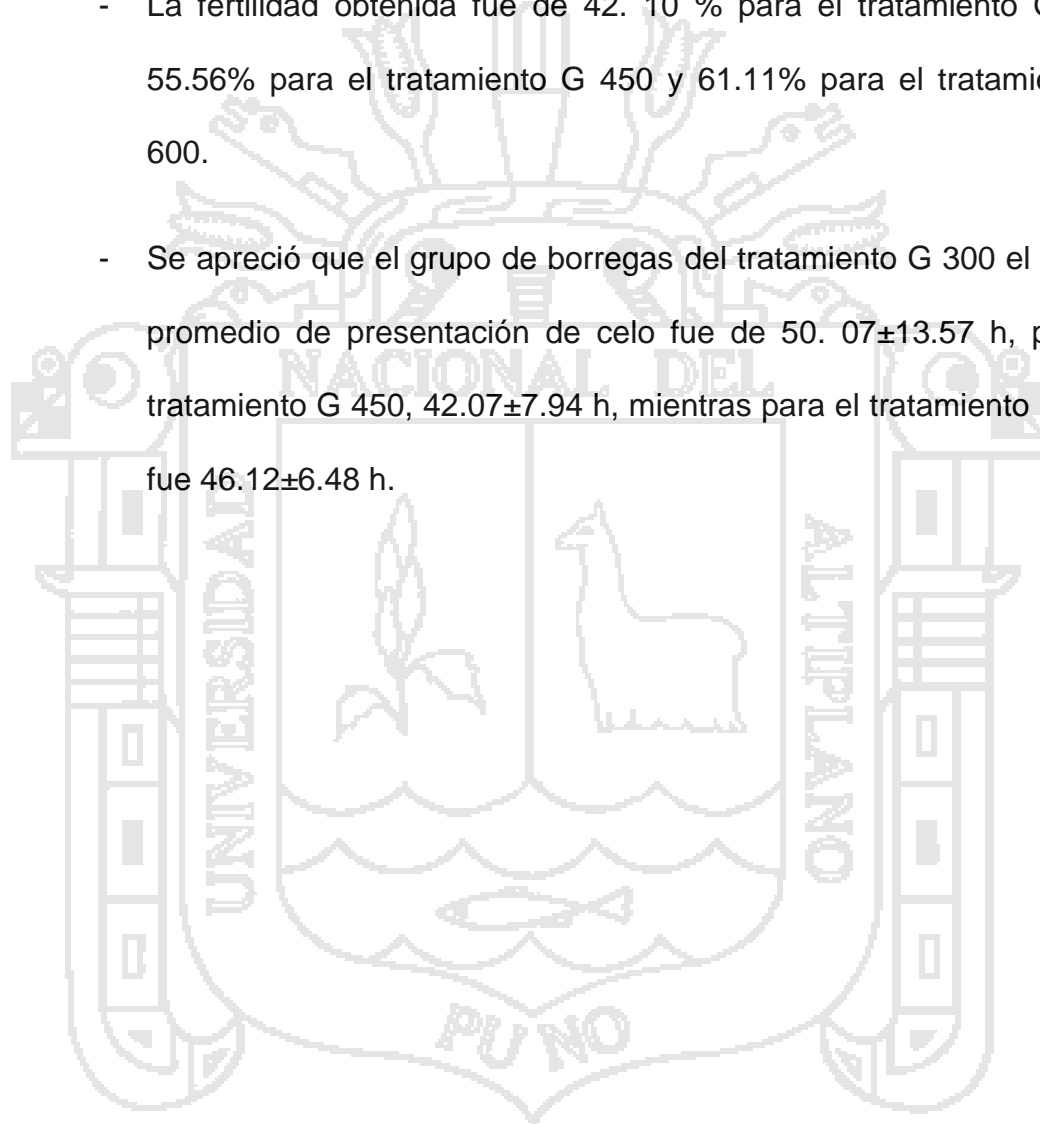 - La fertilidad obtenida fue de 42. 10 % para el tratamiento
55.56% para el tratamiento G 450 y 61.11% para el
600.
- Se apreció que el grupo de borregas del tratamiento G 300 el
promedio de presentación de celo fue de 50. 07±13.57 h,
tratamiento G 450, 42.07±7.94 h, mientras para el tratamiento
fue 46.12±6.48 h.
NACIONAL DEL
UNIVERSIDAD
ALTIPLANO
PUNO